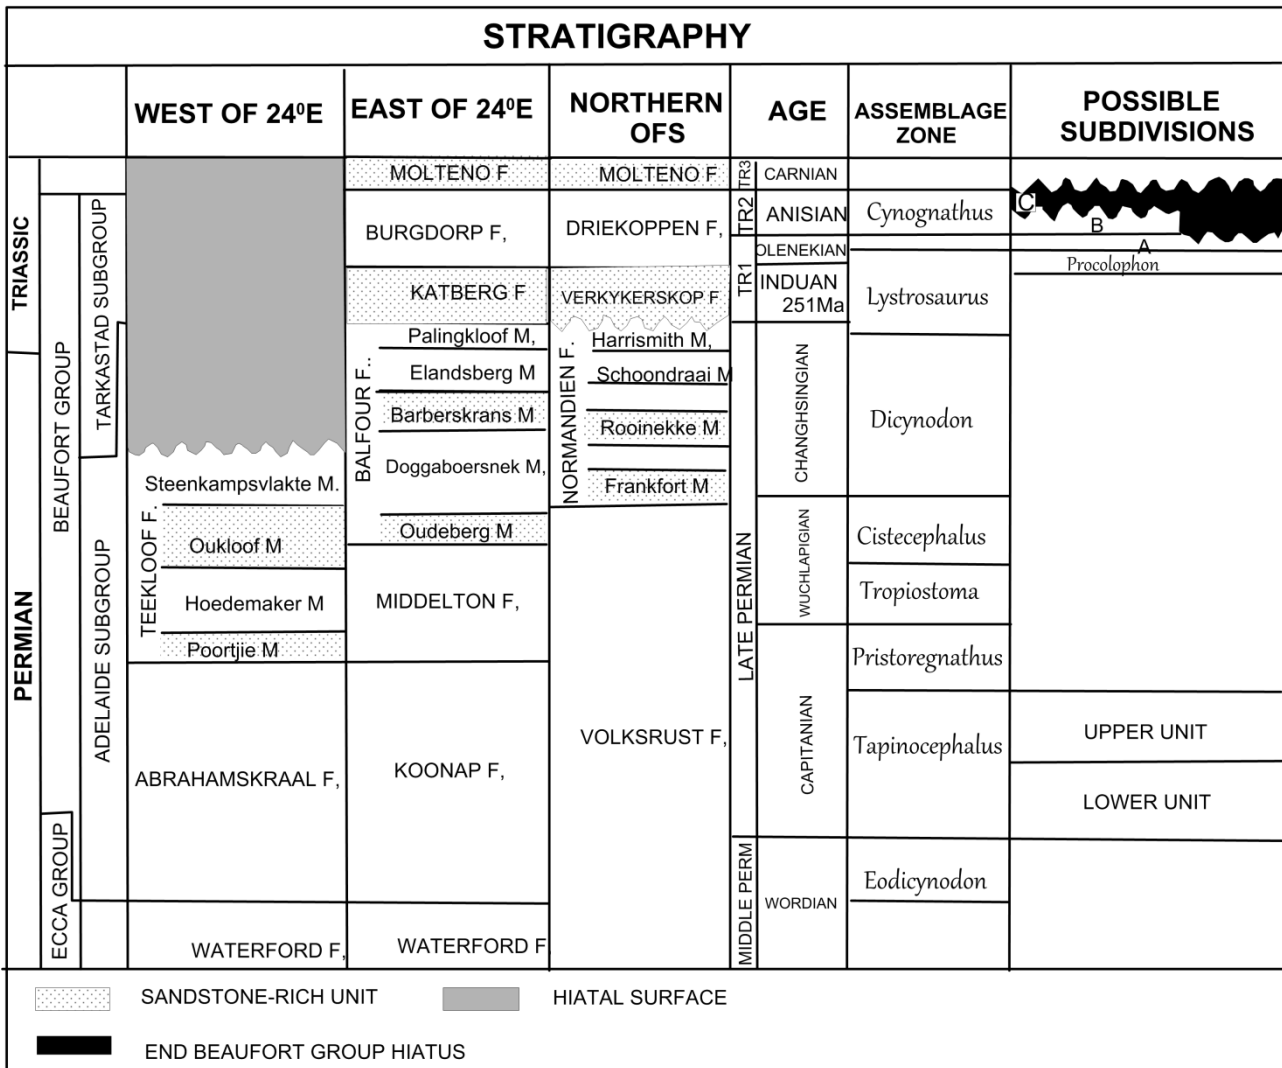 STRATIGRAPHY
WEST OF 24⁰E
EAST OF 24⁰E
NORTHERN
OFS
AGE
ASSEMBLAGE
ZONE
POSSIBLE
SUBDIVISIONS
TRIASSIC
PERMIAN
BEAUFORT GROUP
ECCA GROUP
TARKASTAD SUBGROUP
ADELAIDE SUBGROUP
Steenkampsvlakte M.
TEEKLOOF F.
Oukloof M
Hoedemaker M
Poortjie M
ABRAHAMSKRAAL F,
WATERFORD F,
MOLTENO F
BURGDORP F,
KATBERG F
BALFOUR F..
Palingkloof M,
Elandsberg M
Barberskrans M
Doggaboersnek M,
Oudeberg M
MIDDELTON F,
KOONAP F,
WATERFORD F,
MOLTENO F
DRIEKOPPEN F,
VERKYKERSKOP F
NORMANDIEN F.
Harrismith M,
Schoondraai M
Rooinekke M
Frankfort M
VOLKSRUST F,
TR3
TR2
TR1
LATE PERMIAN
MIDDLE PERM
CARNIAN
ANISIAN
OLENEKIAN
INDUAN
251Ma
CHANGHSINGIAN
WUCHLAPIGIAN
CAPITANIAN
WORDIAN
Cynognathus
Lystrosaurus
Dicynodon
Cistecephalus
Tropiostoma
Pristoregnathus
Tapinocephalus
Eodicynodon
C
B
A
Procolophon
UPPER UNIT
LOWER UNIT
SANDSTONE-RICH UNIT
HIATAL SURFACE
END BEAUFORT GROUP HIATUS